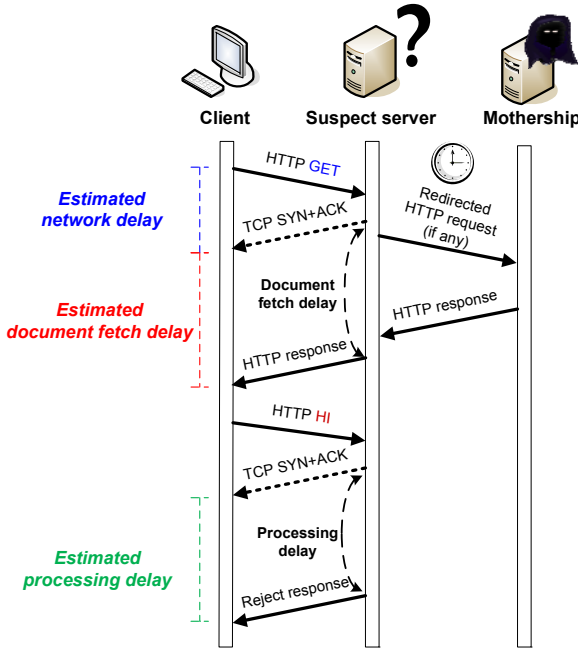 ?
Client
Suspect server
Mothership
HTTP GET
Estimated
network delay
TCP SYN+ACK
Redirected
HTTP request
(if any)
Document
fetch delay
Estimated
document fetch delay
HTTP response
HTTP response
HTTP HI
TCP SYN+ACK
Processing
delay
Estimated
processing delay
Reject response